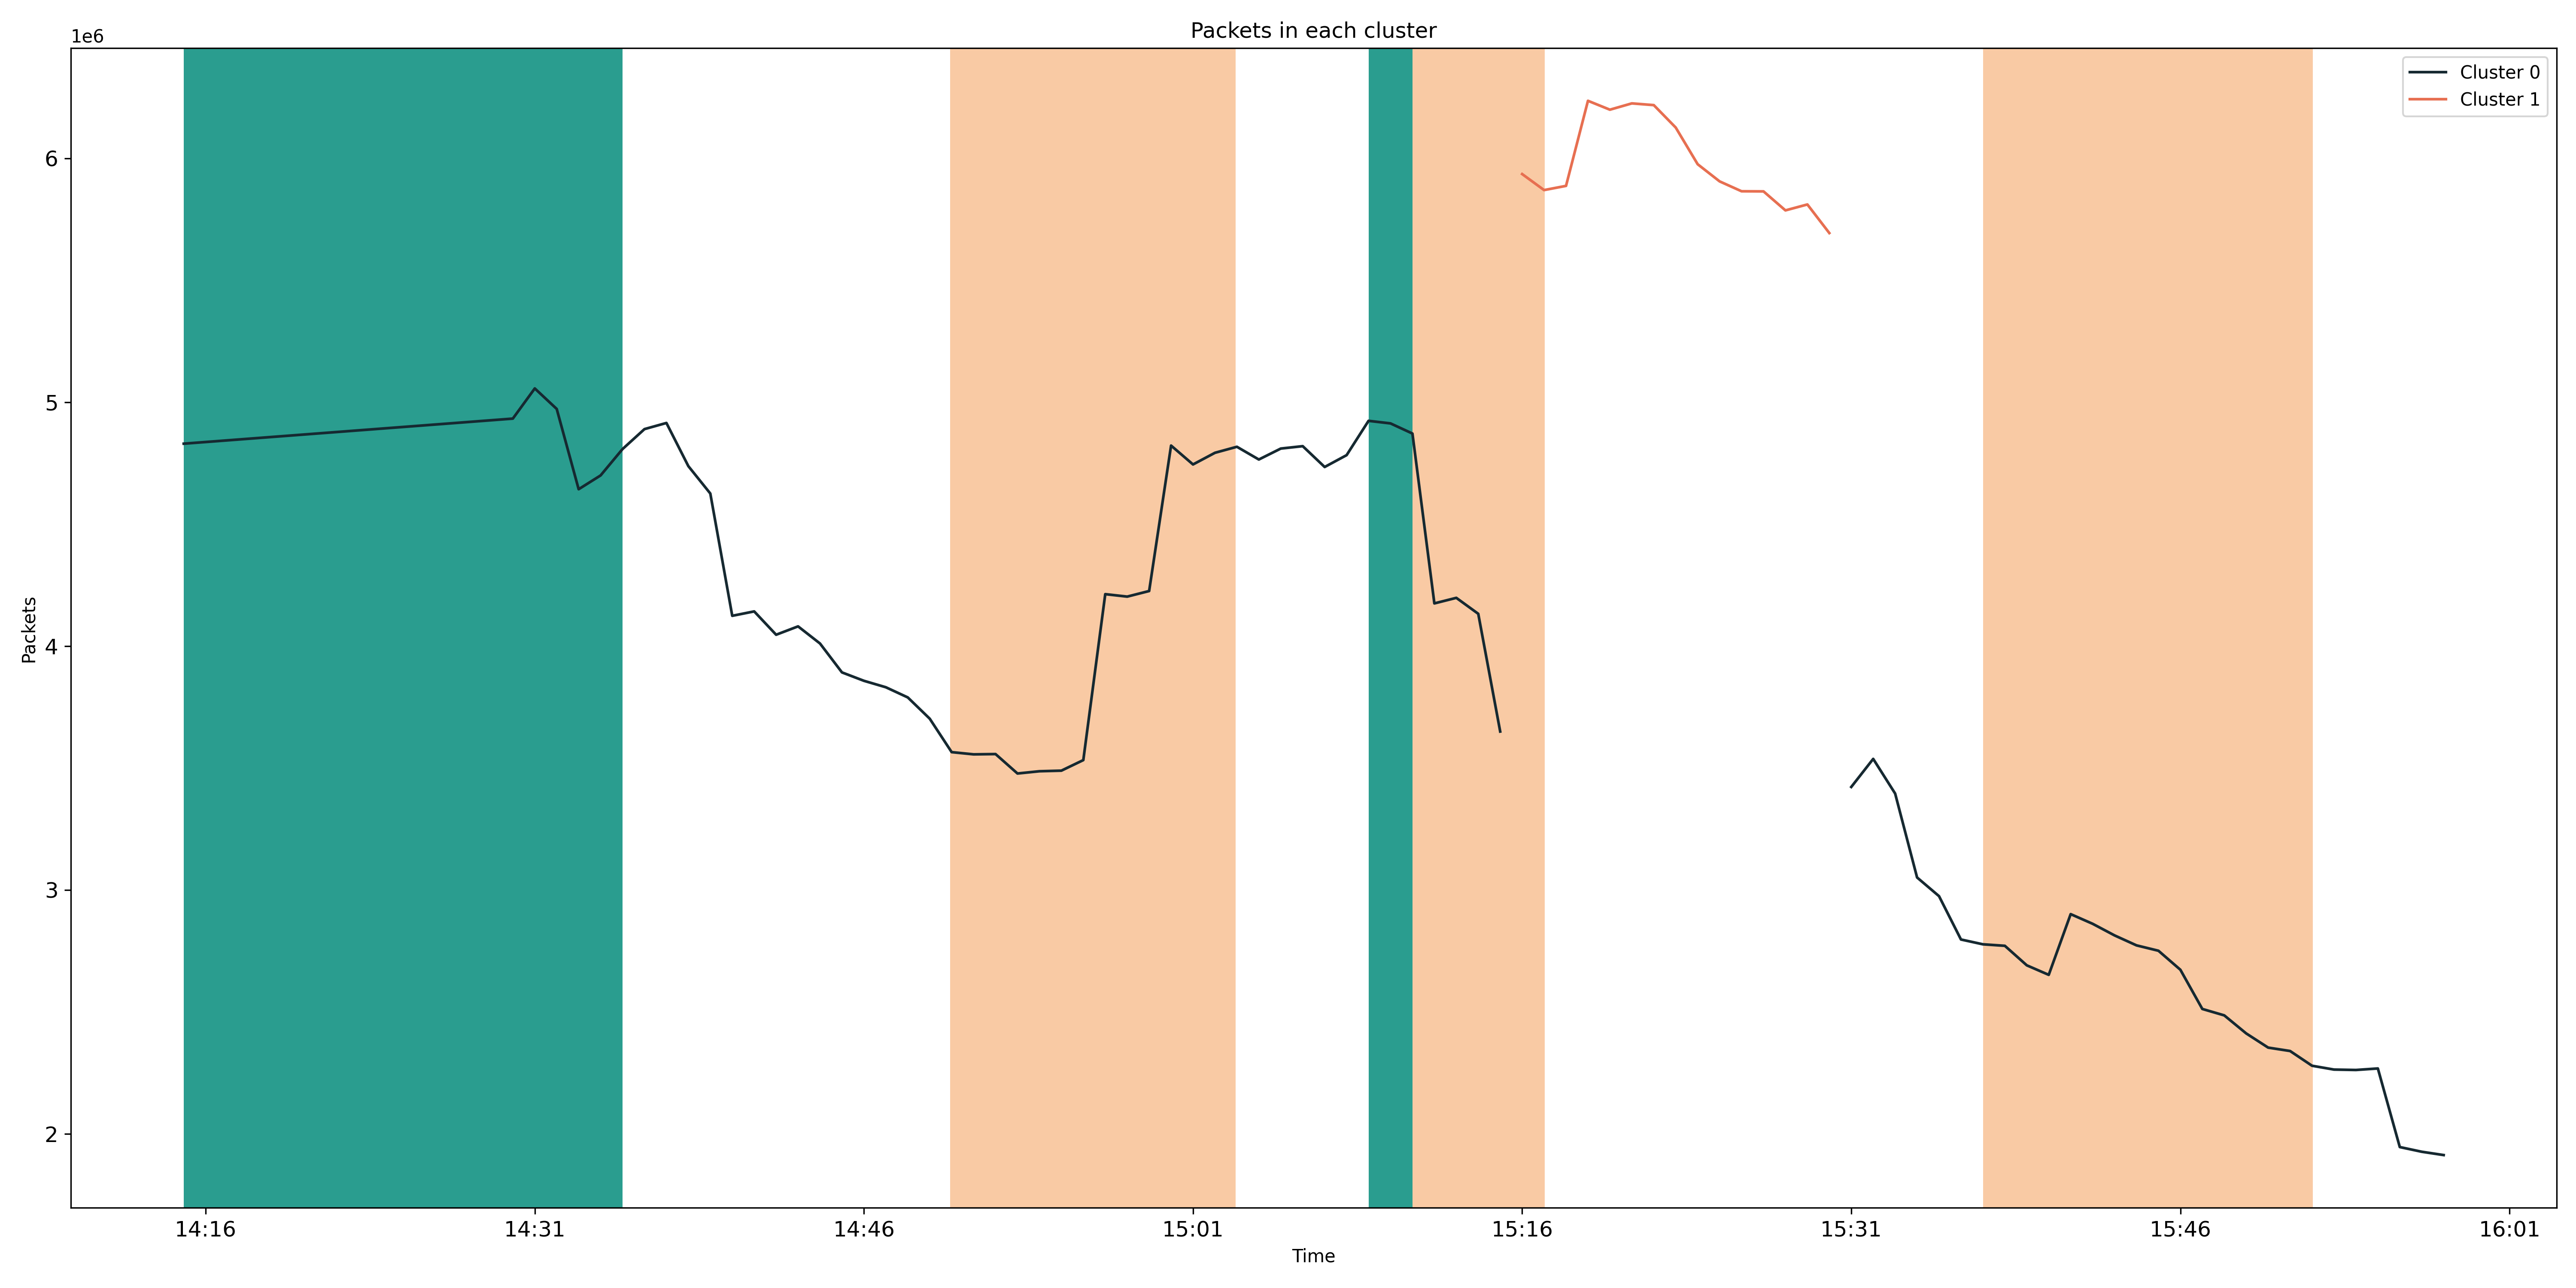 Packets in each cluster
1e6
Cluster 0
Cluster 1
6
5
4
3
2
Packets
14:16
14:31
14:46
15:01
15:16
15:31
15:46
16:01
Time